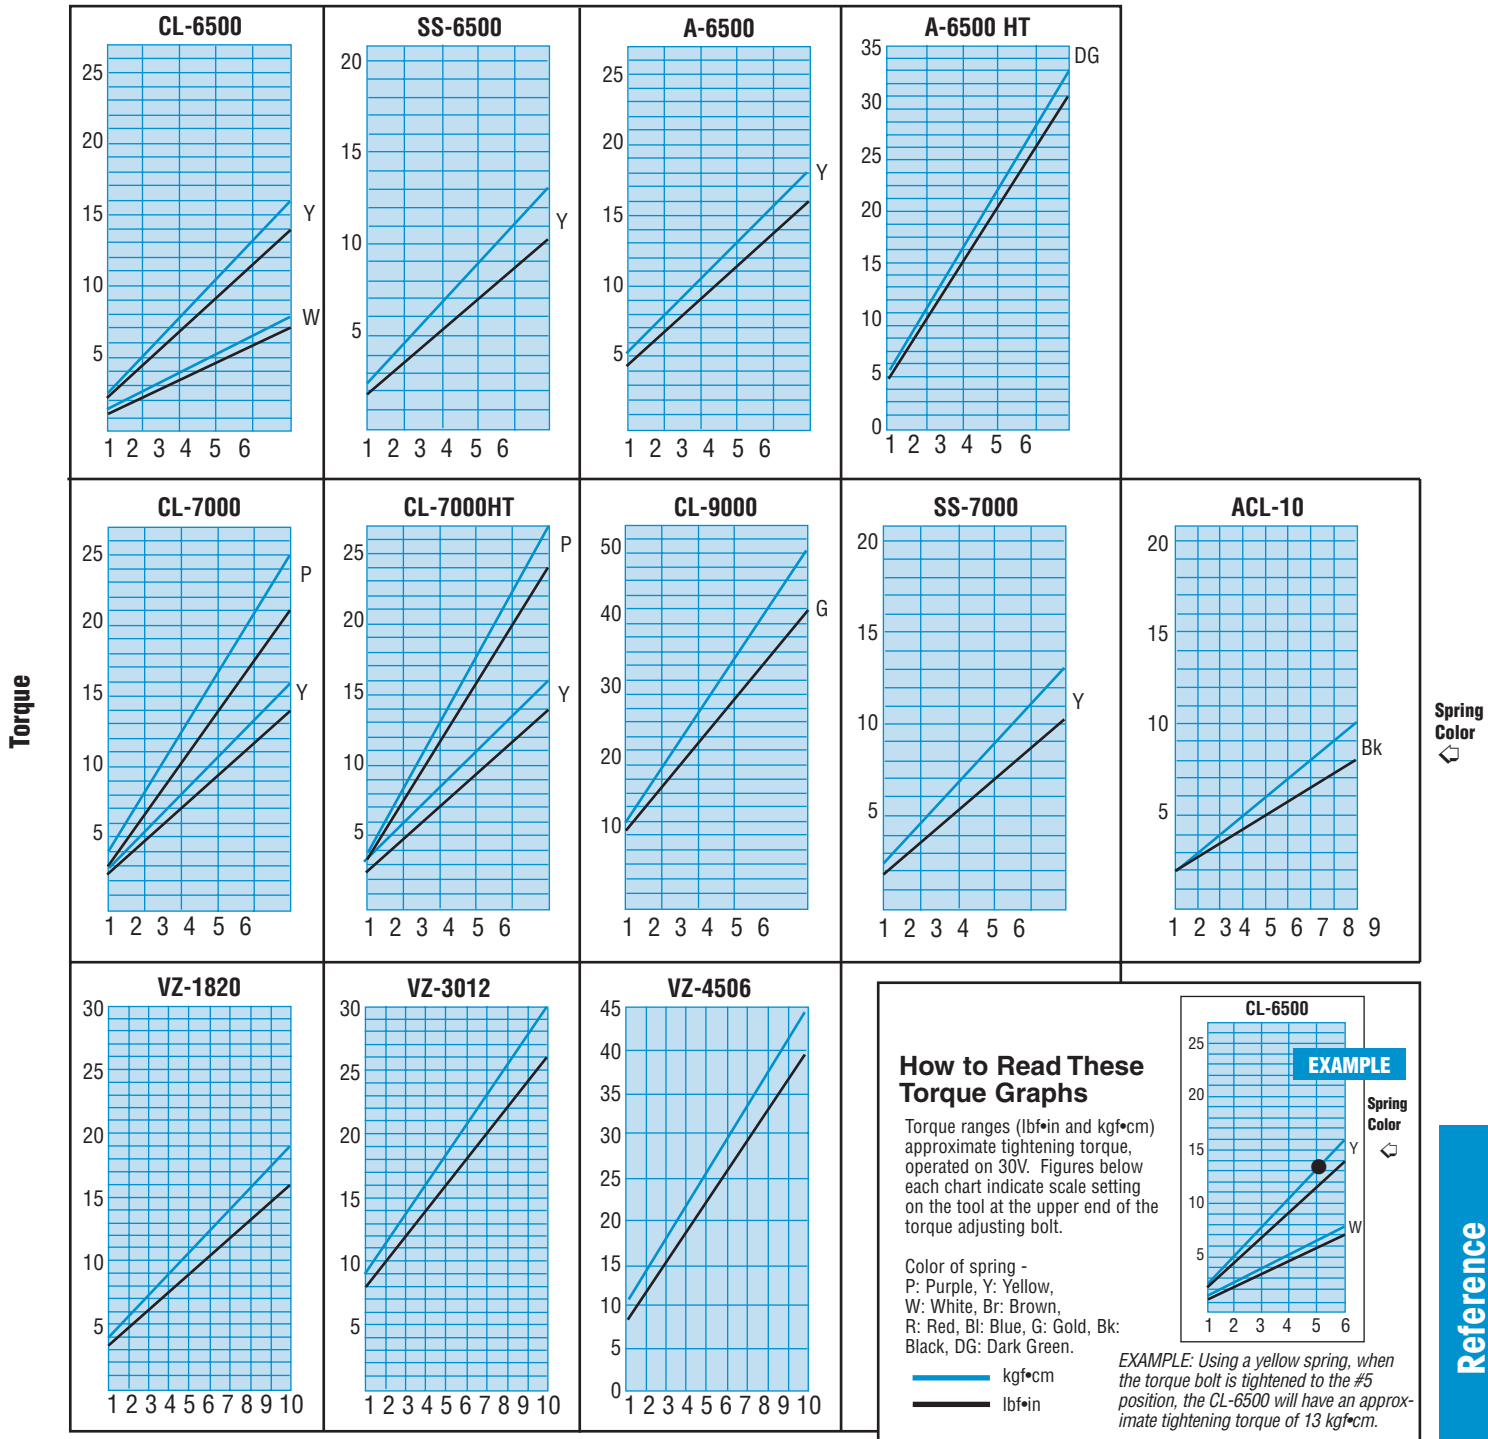 CL-6500
25
20
15
10
5
Y
W
1 2 3 4 5 6
SS-6500
20
15
10
5
Y
1 2 3 4 5 6
A-6500
25
20
15
10
5
Y
1 2 3 4 5 6
A-6500 HT
35
30
25
20
15
10
5
0
DG
1 2 3 4 5 6
Torque
CL-7000
25
20
15
10
5
P
Y
1 2 3 4 5 6
CL-7000HT
25
20
15
10
5
P
Y
1 2 3 4 5 6
CL-9000
50
40
30
20
10
G
1 2 3 4 5 6
SS-7000
20
15
10
5
Y
1 2 3 4 5 6
ACL-10
20
15
10
5
Bk
1 2 3 4 5 6 7 8 9
Spring
Color
VZ-1820
30
25
20
15
10
5
1 2 3 4 5 6 7 8 9 10
VZ-3012
30
25
20
15
10
5
1 2 3 4 5 6 7 8 9 10
VZ-4506
45
40
35
30
25
20
15
10
5
0
1 2 3 4 5 6 7 8 9 10
How to Read These
Torque Graphs
Torque ranges (lbf•in and kgf•cm)
approximate tightening torque,
operated on 30V. Figures below
each chart indicate scale setting
on the tool at the upper end of the
torque adjusting bolt.
Color of spring -
P: Purple, Y: Yellow,
W: White, Br: Brown,
R: Red, Bl: Blue, G: Gold, Bk:
Black, DG: Dark Green.
kgf•cm
lbf•in
CL-6500
EXAMPLE
25
20
15
10
5
Spring
Color
Y
W
1 2 3 4 5 6
EXAMPLE: Using a yellow spring, when
the torque bolt is tightened to the #5
position, the CL-6500 will have an approx-
imate tightening torque of 13 kgf•cm.
Reference